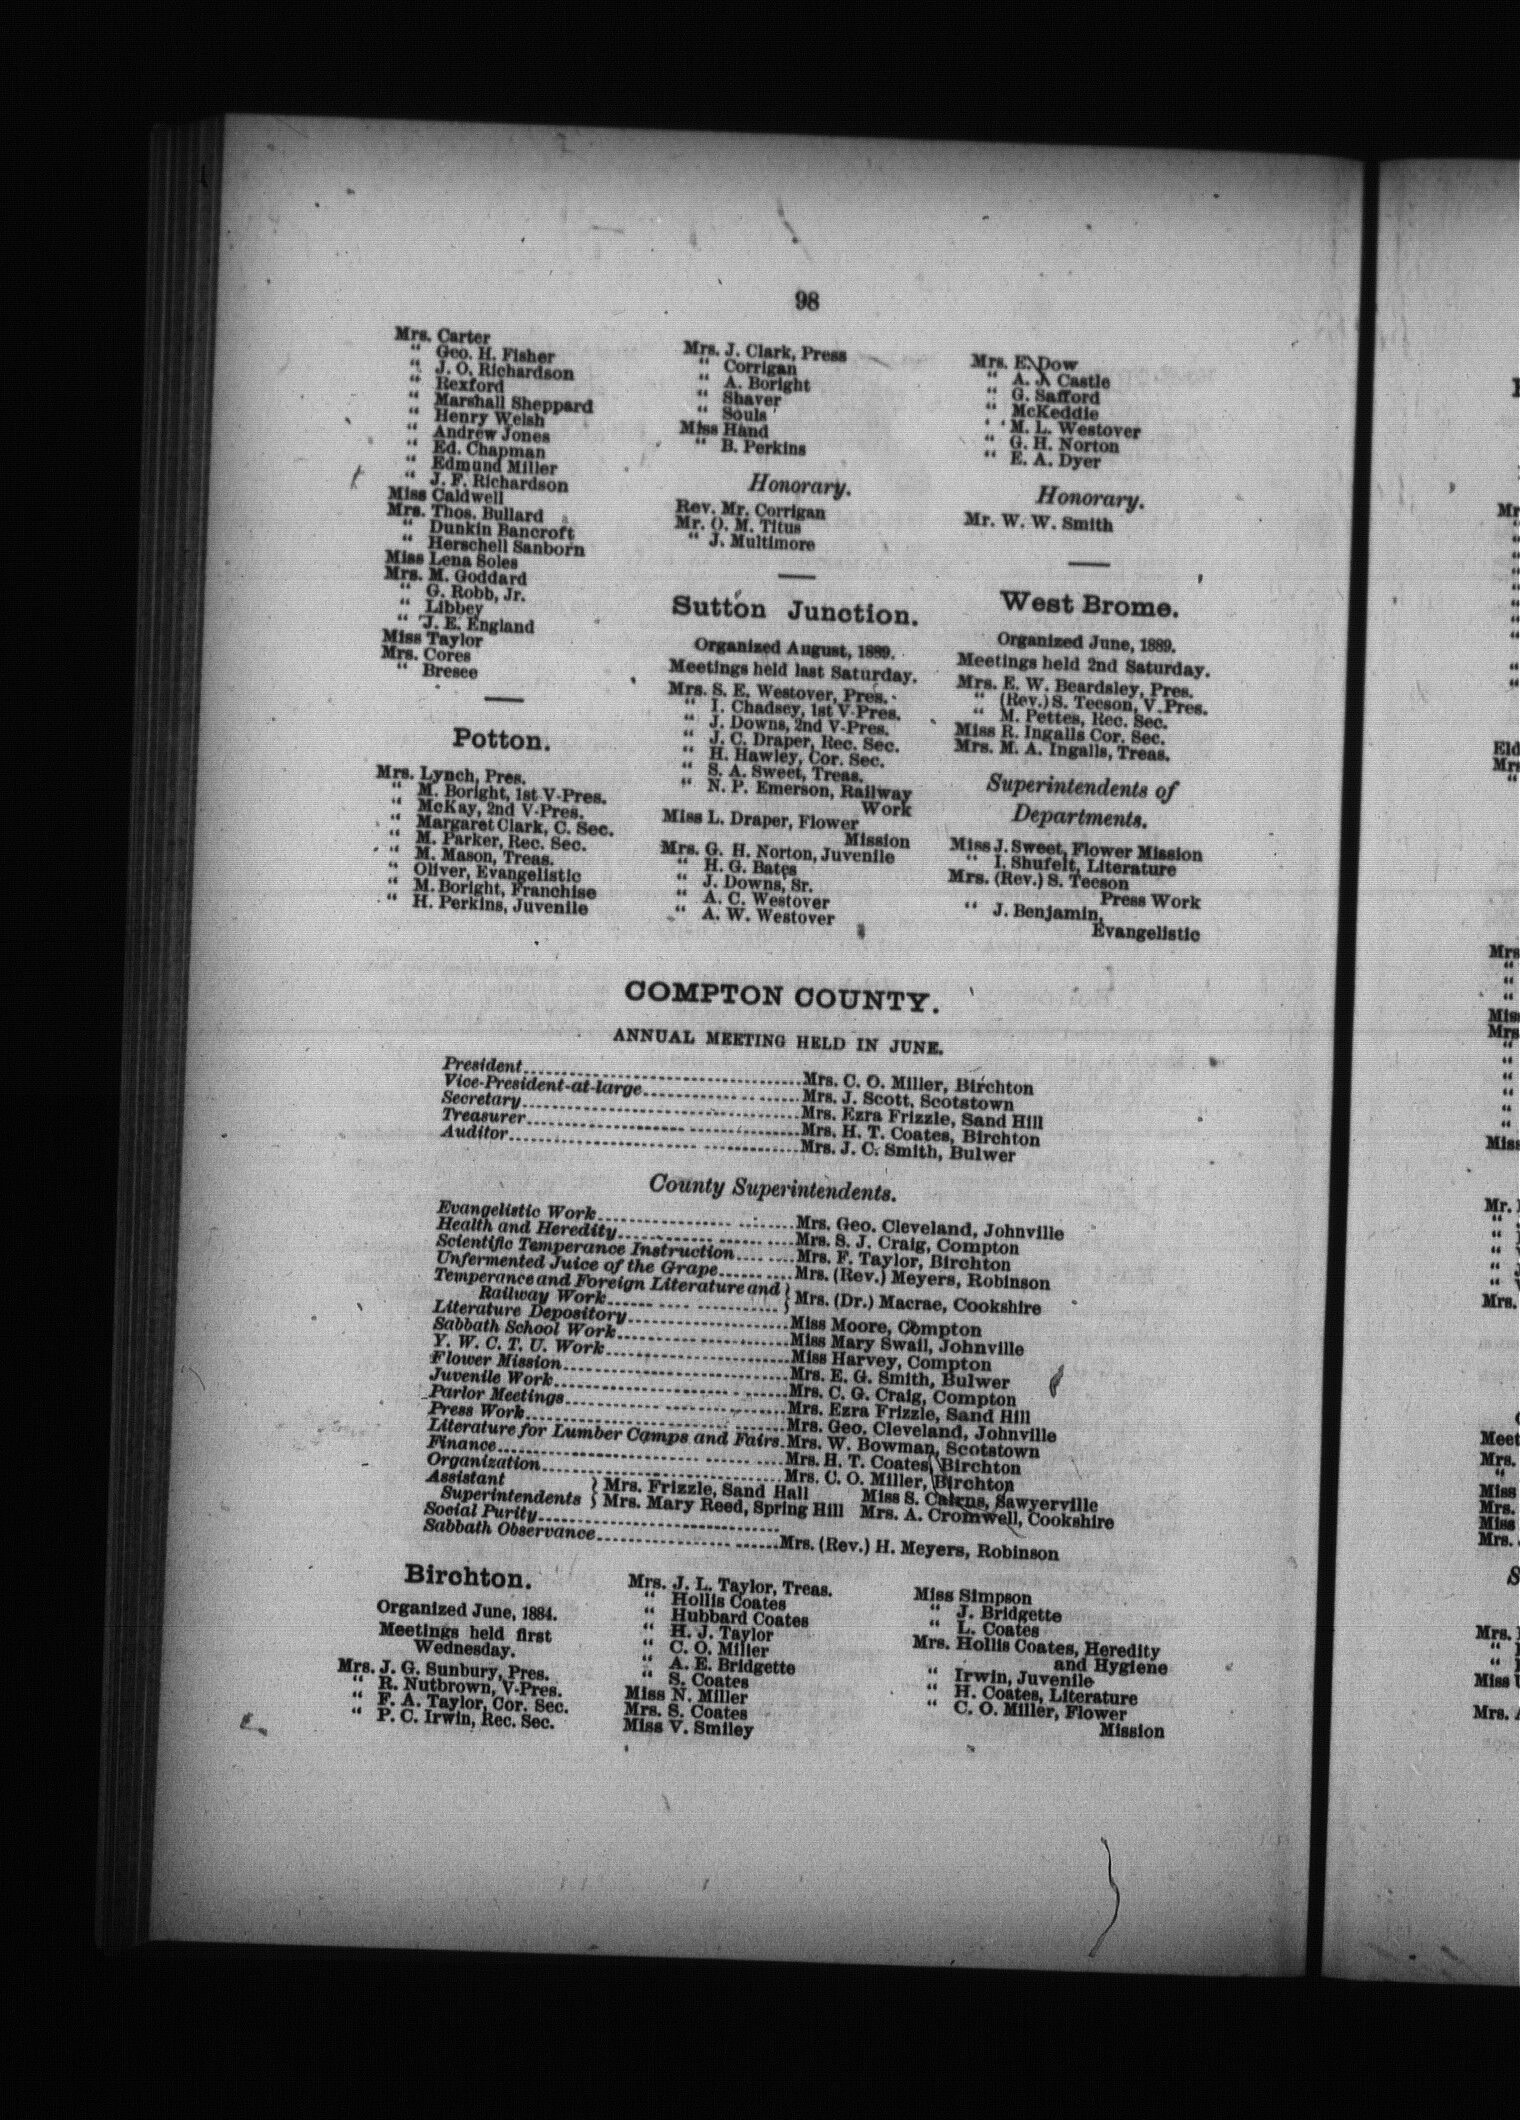 98
Mrs. Carter
“ Geo. H. Fisher
“ J. O. Richardson
“ Rexford
“ Marshall Sheppard
“ Henry Welsh
“ Andrew Jones
“ Ed. Chapman
“ Edmund Miller
“ J. F. Richardson
Miss Caldwell
Mrs. Thos. Bullard
“ Dunkin Bancroft
“ Herschell Sanborn
Miss Lena Soles
Mrs. M. Goddard
“ G. Robb, Jr.
“ Libbey
“ J. E. England
Miss Taylor
Mrs. Cores
“ Bresee
Potton.
Mrs. Lynch, Pres.
“ M. Boright, 1st V-Pres.
“ McKay, 2nd V-Pres.
“ Margaret Clark, C. Sec.
“ M. Parker, Rec. Sec.
“ M. Mason, Treas.
“ Oliver, Evangelistic
“ M. Boright, Franchise
“ H. Perkins, Juvenile
Mrs. J. Clark, Press
“ Corrigan
“ A. Boright
“ Shaver
“ Souls
Miss Hand
“ B. Perkins
Honorary.
Rev. Mr. Corrigan
Mr. O. M. Titus
“ J. Multimore
Sutton Junction.
Organized August, 1889.
Meetings held last Saturday.
Mrs. S. E. Westover, Pres.
“ I. Chadsey, 1st V-Pres.
“ J. Downs, 2nd V-Pres.
“ J. C. Draper, Rec. Sec.
“ H. Hawley, Cor. Sec.
“ S. A. Sweet, Treas.
“ N. P. Emerson, Railway
Work
Miss L. Draper, Flower
Mission
Mrs. G. H. Norton, Juvenile
“ H. G. Bates
“ J. Downs, Sr.
“ A. C. Westover
“ A. W. Westover
Mrs. E. Dow
“ A. J. Castle
“ G. Safford
“ McKeddie
“ M. L. Westover
“ G. H. Norton
“ E. A. Dyer
Honorary.
Mr. W. W. Smith
West Brome.
Organized June, 1889.
Meetings held 2nd Saturday.
Mrs. E. W. Beardsley, Pres.
“ (Rev.) S. Teeson, V. Pres.
“ M. Pettes, Rec. Sec.
Miss R. Ingalls Cor. Sec.
Mrs. M. A. Ingalls, Treas.
Superintendents of
Departments.
Miss J. Sweet, Flower Mission
“ I. Shufelt, Literature
Mrs. (Rev.) S. Teeson
Press Work
“ J. Benjamin,
Evangelistic
COMPTON COUNTY.
ANNUAL MEETING HELD IN JUNE.
President..............Mrs. C. O. Miller, Birchton
Vice-President-at-large..............Mrs. J. Scott, Scotstown
Secretary..............Mrs. Ezra Frizzle, Sand Hill
Treasurer..............Mrs. H. T. Coates, Birchton
Auditor..............Mrs. J. C. Smith, Bulwer
County Superintendents.
Evangelistic Work..............Mrs. Geo. Cleveland, Johnville
Health and Heredity..............Mrs. S. J. Craig, Compton
Scientific Temperance Instruction........Mrs. F. Taylor, Birchton
Unfermented Juice of the Grape..........Mrs. (Rev.) Meyers, Robinson
Temperance and Foreign Literature and }
Railway Work.............. } Mrs. (Dr.) Macrae, Cookshire
Literature Depository..............Miss Moore, Compton
Sabbath School Work..............Miss Mary Swail, Johnville
Y. W. C. T. U. Work..............Miss Harvey, Compton
Flower Mission..............Mrs. E. G. Smith, Bulwer
Juvenile Work..............Mrs. C. G. Craig, Compton
Parlor Meetings..............Mrs. Ezra Frizzle, Sand Hill
Press Work..............Mrs. Geo. Cleveland, Johnville
Literature for Lumber Camps and Fairs..Mrs. W. Bowman, Scotstown
Finance..............Mrs. H. T. Coates, Birchton
Organization..............Mrs. C. O. Miller, Birchton
Assistant } Mrs. Frizzle, Sand Hall Miss S. Cairns, Sawyerville
Superintendents } Mrs. Mary Reed, Spring Hill Mrs. A. Cromwell, Cookshire
Social Purity..............
Sabbath Observance..............Mrs. (Rev.) H. Meyers, Robinson
Birchton.
Organized June, 1884.
Meetings held first
Wednesday.
Mrs. J. G. Sunbury, Pres.
“ R. Nutbrown, V-Pres.
“ F. A. Taylor, Cor. Sec.
“ P. C. Irwin, Rec. Sec.
Mrs. J. L. Taylor, Treas.
“ Hollis Coates
“ Hubbard Coates
“ H. J. Taylor
“ C. O. Miller
“ A. E. Bridgette
“ S. Coates
Miss N. Miller
Mrs. S. Coates
Miss V. Smiley
Miss Simpson
“ J. Bridgette
“ L. Coates
Mrs. Hollis Coates, Heredity
and Hygiene
“ Irwin, Juvenile
“ H. Coates, Literature
“ C. O. Miller, Flower
Mission